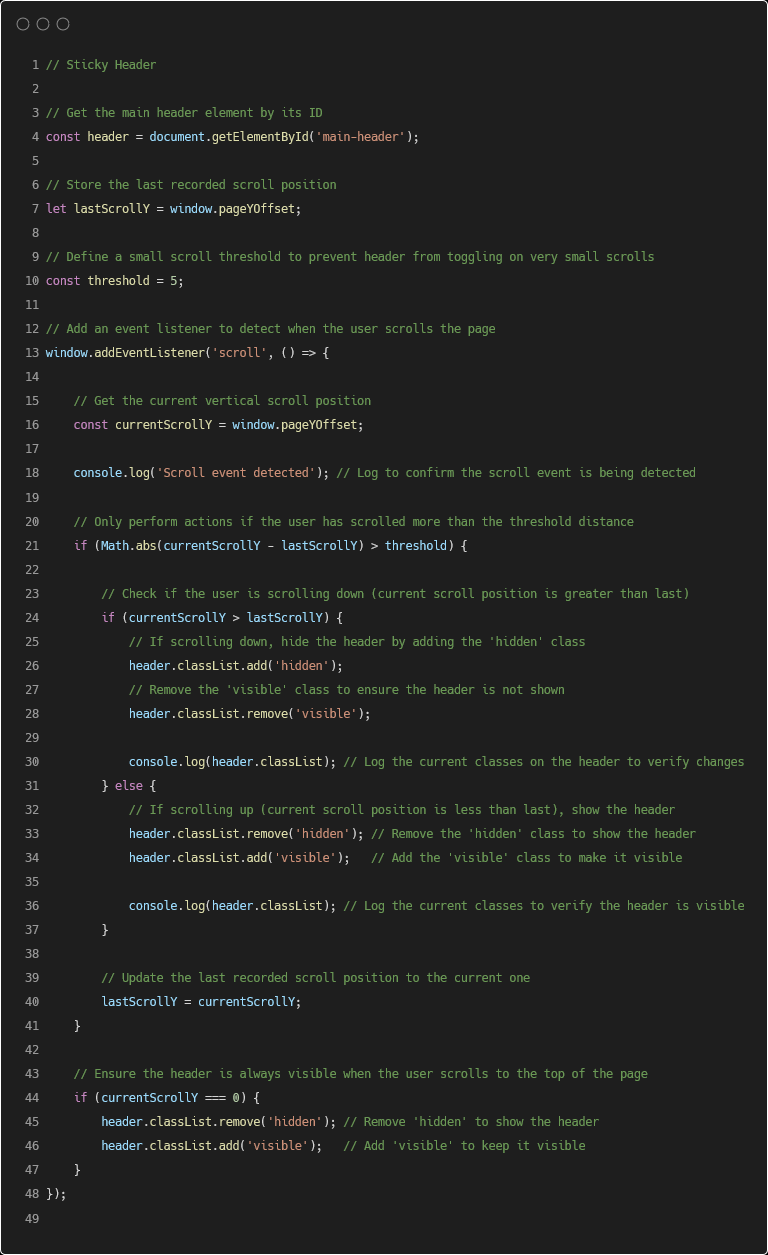 1 // Sticky Header
2
3 // Get the main header element by its ID
4 const header = document.getElementById('main-header');
5
6 // Store the last recorded scroll position
7 let lastScrollY = window.pageYOffset;
8
9 // Define a small scroll threshold to prevent header from toggling on very small scrolls
10 const threshold = 5;
11
12 // Add an event listener to detect when the user scrolls the page
13 window.addEventListener('scroll', () => {
14
15     // Get the current vertical scroll position
16     const currentScrollY = window.pageYOffset;
17
18     console.log('Scroll event detected'); // Log to confirm the scroll event is being detected
19
20     // Only perform actions if the user has scrolled more than the threshold distance
21     if (Math.abs(currentScrollY - lastScrollY) > threshold) {
22
23         // Check if the user is scrolling down (current scroll position is greater than last)
24         if (currentScrollY > lastScrollY) {
25             // If scrolling down, hide the header by adding the 'hidden' class
26             header.classList.add('hidden');
27             // Remove the 'visible' class to ensure the header is not shown
28             header.classList.remove('visible');
29
30             console.log(header.classList); // Log the current classes on the header to verify changes
31         } else {
32             // If scrolling up (current scroll position is less than last), show the header
33             header.classList.remove('hidden'); // Remove the 'hidden' class to show the header
34             header.classList.add('visible');   // Add the 'visible' class to make it visible
35
36             console.log(header.classList); // Log the current classes to verify the header is visible
37         }
38
39         // Update the last recorded scroll position to the current one
40         lastScrollY = currentScrollY;
41     }
42
43     // Ensure the header is always visible when the user scrolls to the top of the page
44     if (currentScrollY === 0) {
45         header.classList.remove('hidden'); // Remove 'hidden' to show the header
46         header.classList.add('visible');   // Add 'visible' to keep it visible
47     }
48 });
49